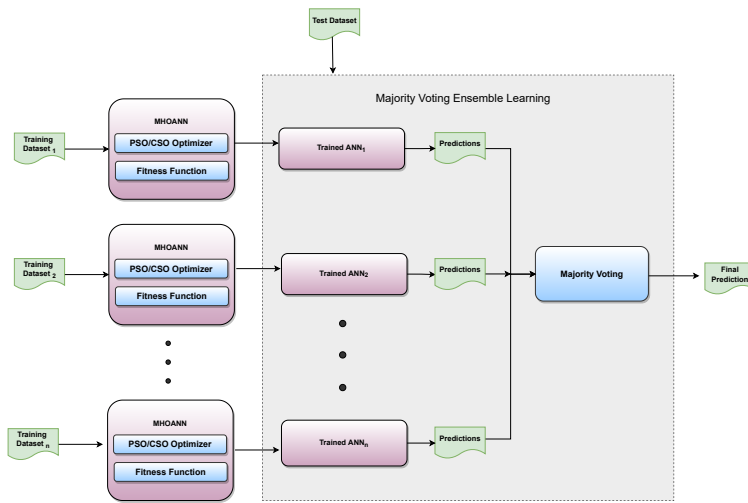 Test Dataset
Majority Voting Ensemble Learning
Training
Dataset 1
MHOANN
PSO/CSO Optimizer
Fitness Function
Trained ANN1
Predictions
Training
Dataset 2
MHOANN
PSO/CSO Optimizer
Fitness Function
Trained ANN2
Predictions
Majority Voting
Final
Prediction
Training
Dataset n
MHOANN
PSO/CSO Optimizer
Fitness Function
Trained ANNn
Predictions